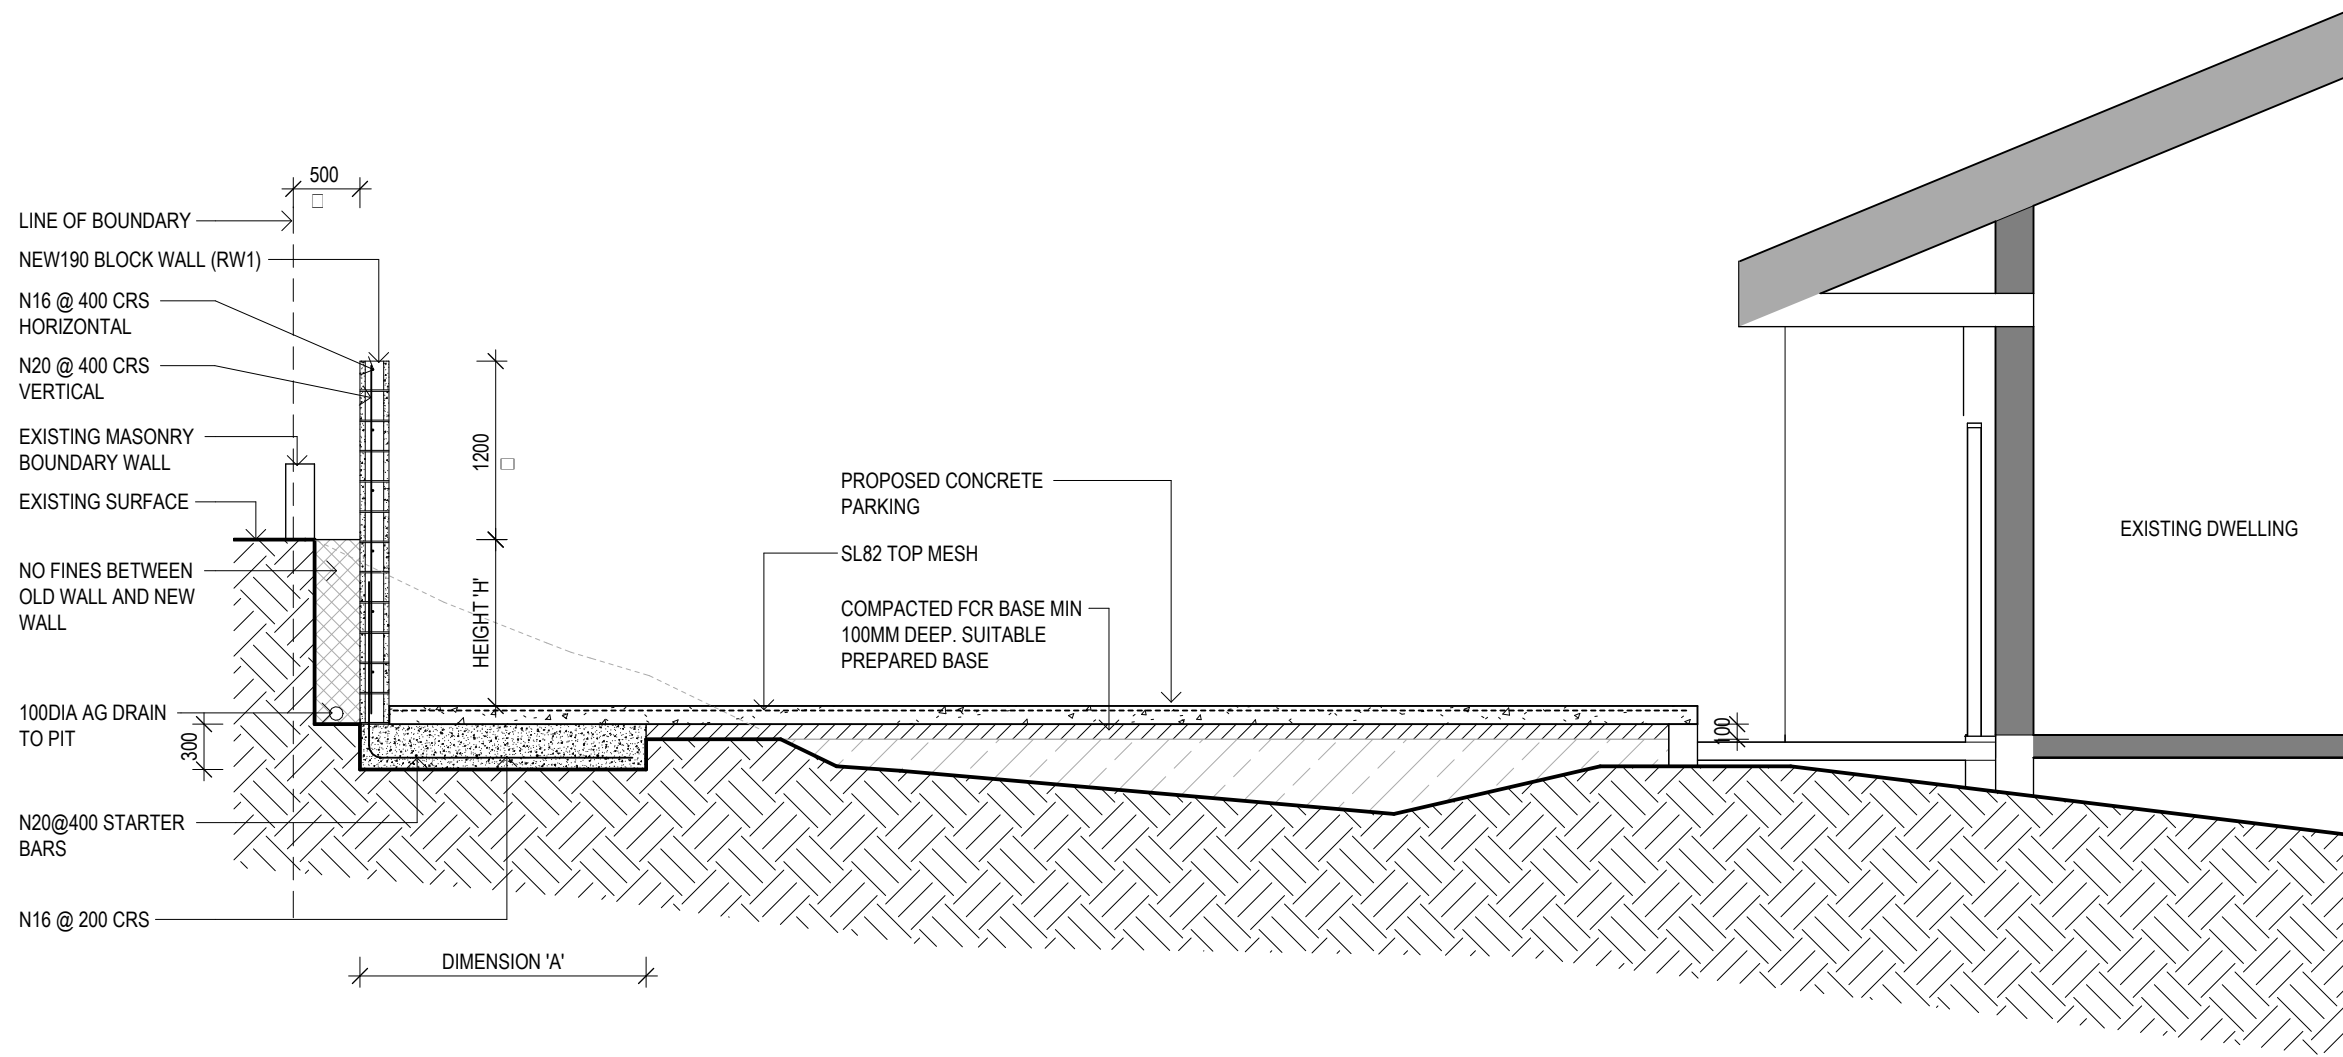 500
LINE OF BOUNDARY
NEW190 BLOCK WALL (RW1)
N16 @ 400 CRS
HORIZONTAL
N20 @ 400 CRS
VERTICAL
EXISTING MASONRY
BOUNDARY WALL
EXISTING SURFACE
NO FINES BETWEEN
OLD WALL AND NEW
WALL
100DIA AG DRAIN
TO PIT
300
N20@400 STARTER
BARS
N16 @ 200 CRS
DIMENSION 'A'
1200
HEIGHT 'H'
PROPOSED CONCRETE
PARKING
SL82 TOP MESH
COMPACTED FCR BASE MIN
100MM DEEP. SUITABLE
PREPARED BASE
100
EXISTING DWELLING